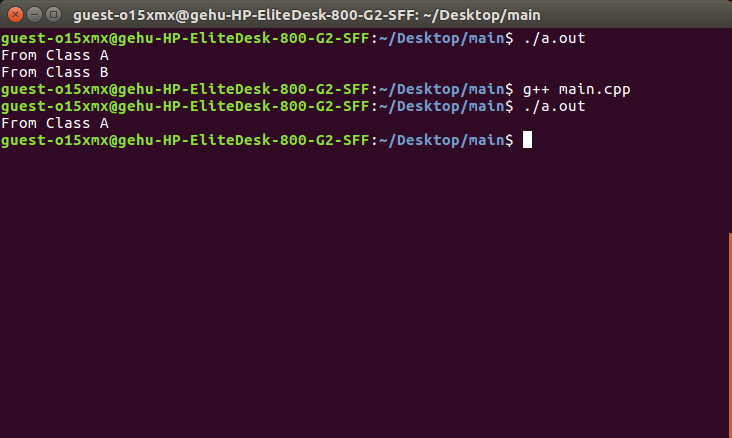 guest-o15xmx@gehu-HP-EliteDesk-800-G2-SFF: ~/Desktop/main
guest-o15xmx@gehu-HP-EliteDesk-800-G2-SFF:~/Desktop/main$ ./a.out
From Class A
From Class B
guest-o15xmx@gehu-HP-EliteDesk-800-G2-SFF:~/Desktop/main$ g++ main.cpp
guest-o15xmx@gehu-HP-EliteDesk-800-G2-SFF:~/Desktop/main$ ./a.out
From Class A
guest-o15xmx@gehu-HP-EliteDesk-800-G2-SFF:~/Desktop/main$